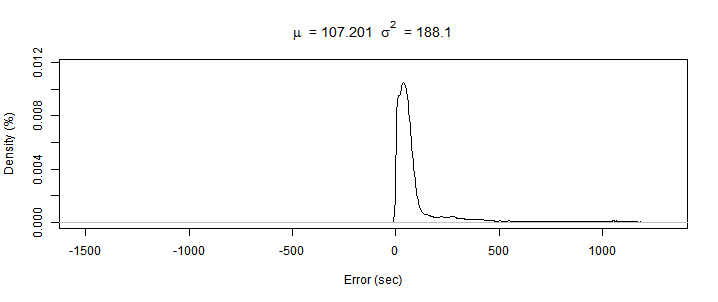 μ = 107.201 σ² = 188.1
0.012
0.008
0.004
0.000
Density (%)
-1500 -1000 -500 0 500 1000
Error (sec)